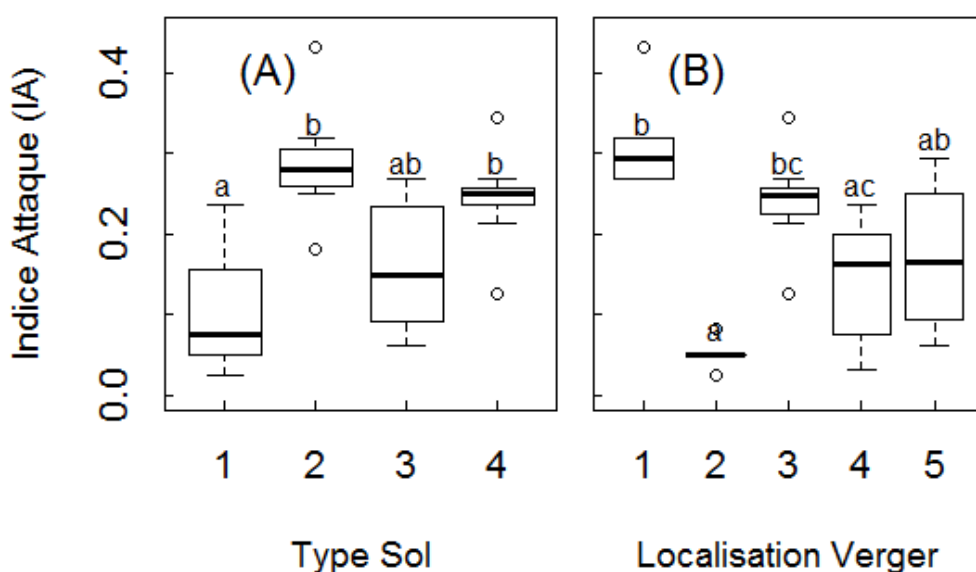 Indice Attaque (IA)
0.0 0.2 0.4
(A)
a b ab b
1 2 3 4
Type Sol
(B)
b a bc ac ab
1 2 3 4 5
Localisation Verger